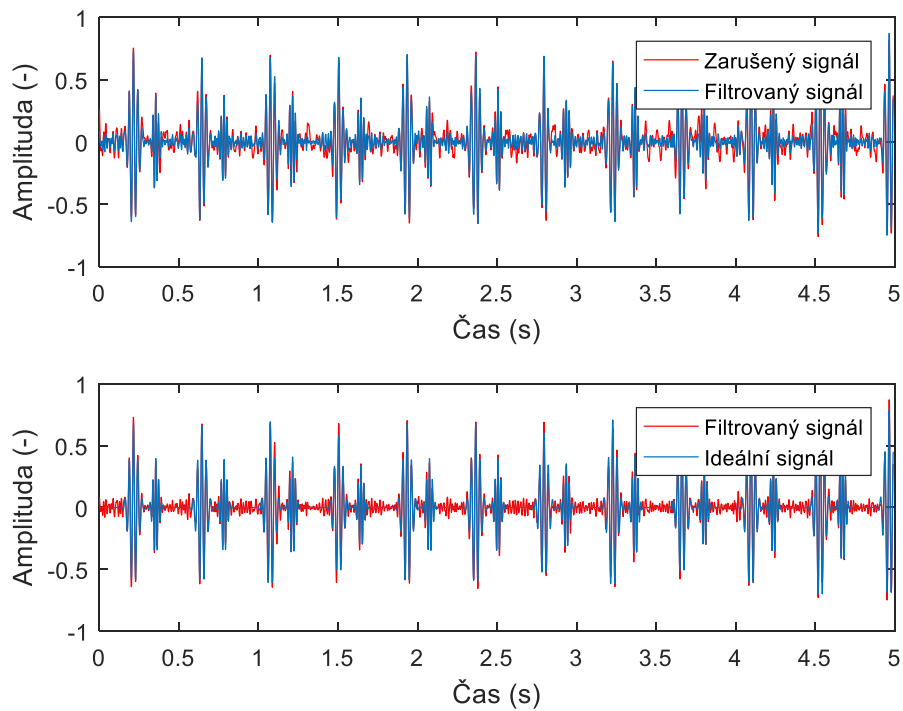 1
0.5
0
-0.5
-1
Amplituda (-)
Zarušený signál
Filtrovaný signál
0 0.5 1 1.5 2 2.5 3 3.5 4 4.5 5
Čas (s)
1
0.5
0
-0.5
-1
Amplituda (-)
Filtrovaný signál
Ideální signál
0 0.5 1 1.5 2 2.5 3 3.5 4 4.5 5
Čas (s)